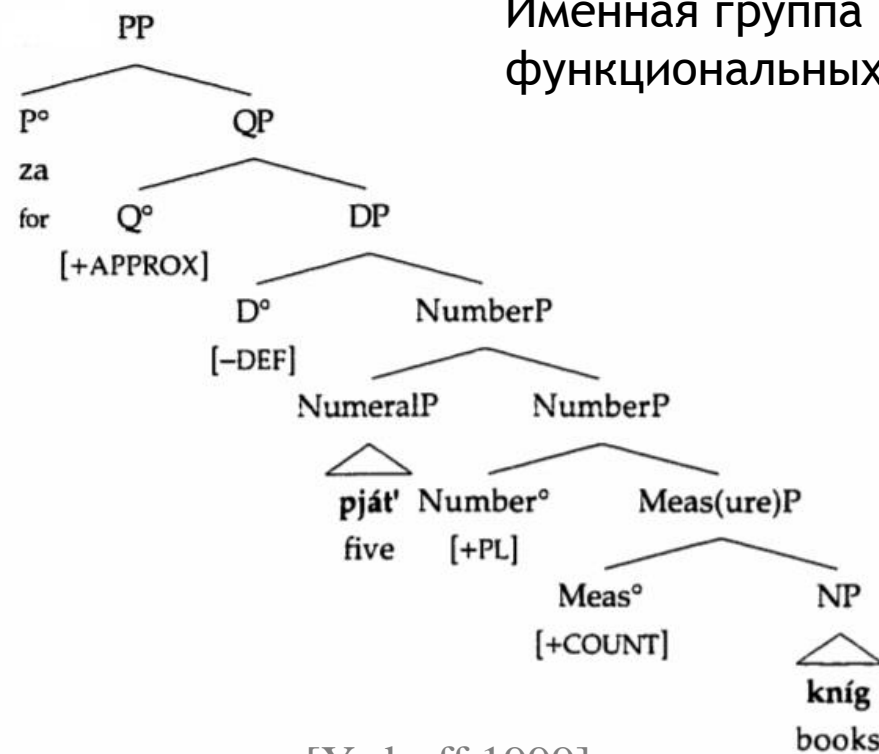 Именная группа
функциональных
PP
P° QP
za
for Q° DP
[+APPROX]
D° NumberP
[–DEF]
NumeralP NumberP
pját' Number° Meas(ure)P
five [+PL]
Meas° NP
[+COUNT]
kníg
books
1999]